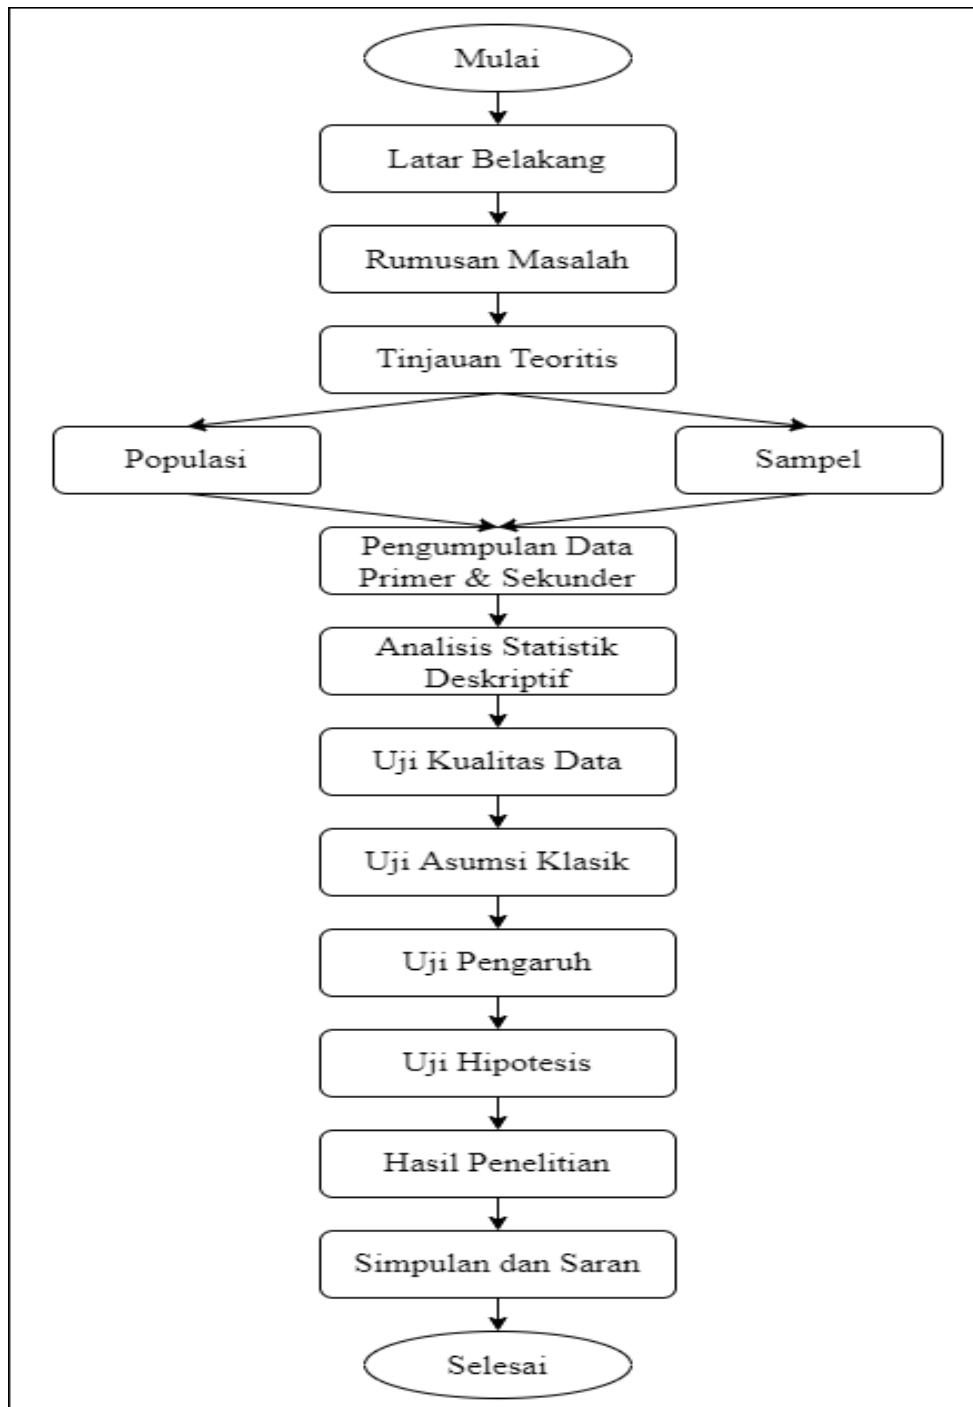 Mulai
Latar Belakang
Rumusan Masalah
Tinjauan Teoritis
Populasi
Sampel
Pengumpulan Data
Primer & Sekunder
Analisis Statistik
Deskriptif
Uji Kualitas Data
Uji Asumsi Klasik
Uji Pengaruh
Uji Hipotesis
Hasil Penelitian
Simpulan dan Saran
Selesai